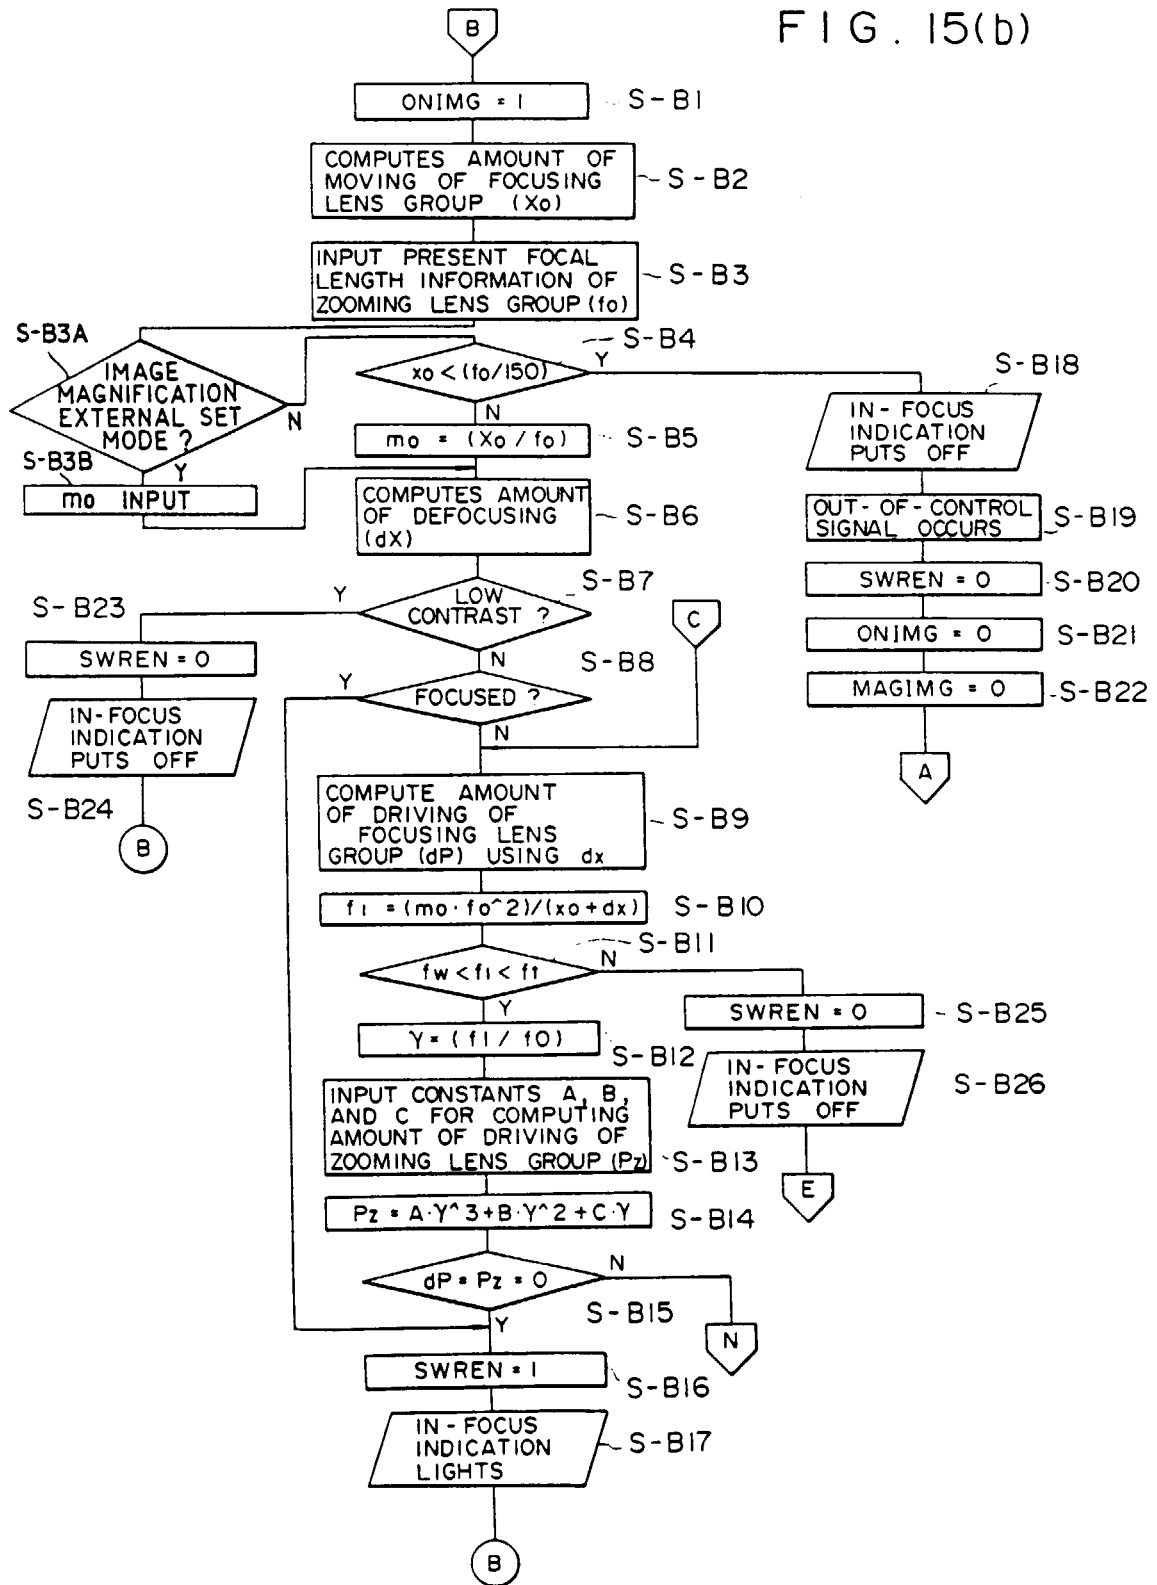 FIG. 15(b)
B
ONIMG = 1
S-B1
COMPUTES AMOUNT OF
MOVING OF FOCUSING
LENS GROUP (Xo)
S-B2
INPUT PRESENT FOCAL
LENGTH INFORMATION OF
ZOOMING LENS GROUP (fo)
S-B3
S-B3A
IMAGE
MAGNIFICATION
EXTERNAL SET
MODE ?
N
Y
S-B3B
mo INPUT
S-B4
xo < (fo/150)
Y
N
mo = (Xo / fo)
S-B5
COMPUTES AMOUNT
OF DEFOCUSING
(dX)
S-B6
S-B7
LOW
CONTRAST ?
Y
N
S-B23
SWREN = 0
IN-FOCUS
INDICATION
PUTS OFF
S-B24
B
S-B8
FOCUSED ?
Y
N
C
S-B18
IN-FOCUS
INDICATION
PUTS OFF
OUT-OF-CONTROL
SIGNAL OCCURS
S-B19
SWREN = 0
S-B20
ONIMG = 0
S-B21
MAGIMG = 0
S-B22
A
COMPUTE AMOUNT
OF DRIVING OF
FOCUSING LENS
GROUP (dP) USING dx
S-B9
f1 = (mo·fo^2)/(xo+dx)
S-B10
S-B11
fw < f1 < ft
N
Y
γ = (f1 / f0)
S-B12
SWREN = 0
S-B25
IN-FOCUS
INDICATION
PUTS OFF
S-B26
E
INPUT CONSTANTS A, B,
AND C FOR COMPUTING
AMOUNT OF DRIVING OF
ZOOMING LENS GROUP (Pz)
S-B13
Pz = A·γ^3+B·γ^2+C·γ
S-B14
dP = Pz = 0
N
Y
S-B15
N
SWREN = 1
S-B16
IN-FOCUS
INDICATION
LIGHTS
S-B17
B